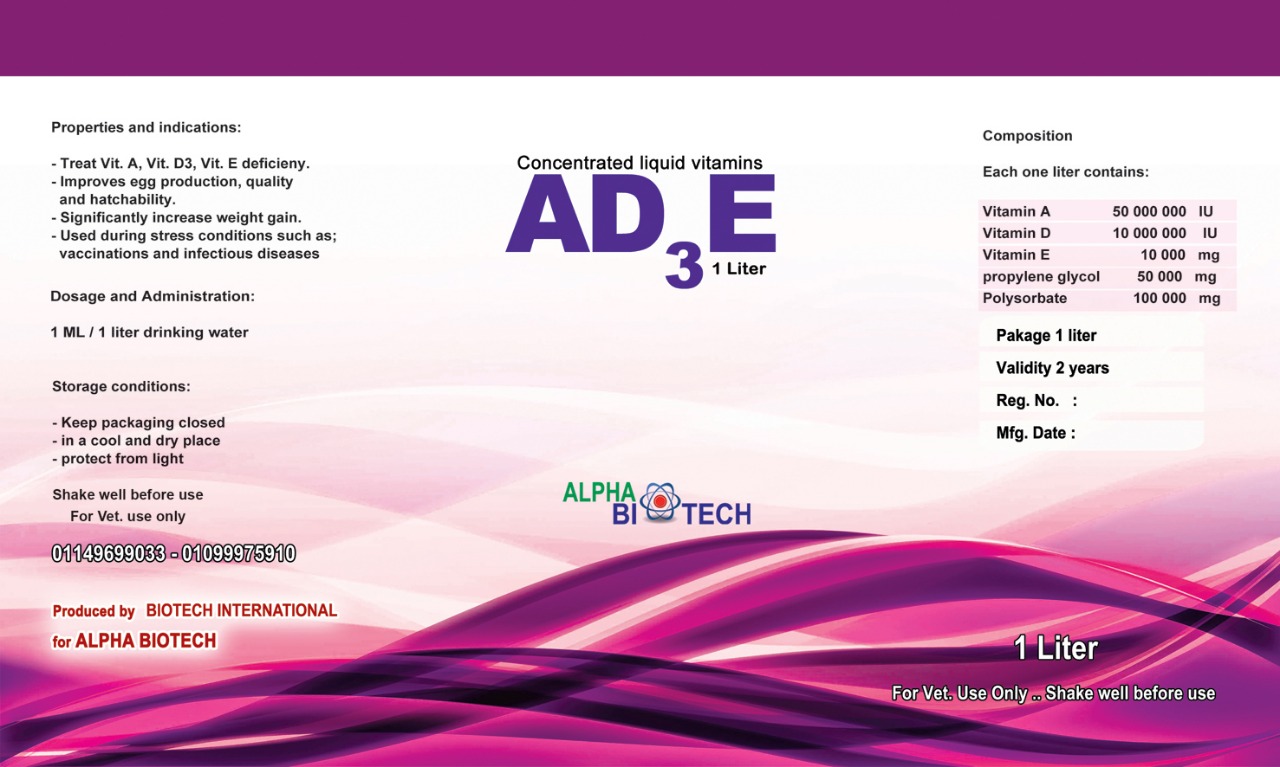 Properties and indications:
- Treat Vit. A, Vit. D3, Vit. E deficieny.
- Improves egg production, quality
and hatchability.
- Significantly increase weight gain.
- Used during stress conditions such as;
vaccinations and infectious diseases
Dosage and Administration:
1 ML / 1 liter drinking water
Storage conditions:
- Keep packaging closed
- in a cool and dry place
- protect from light
Shake well before use
For Vet. use only
01149699033 - 01099975910
Produced by BIOTECH INTERNATIONAL
for ALPHA BIOTECH
Concentrated liquid vitamins
AD3E
1 Liter
ALPHA
BIOTECH
Composition
Each one liter contains:
Vitamin A 50 000 000 IU
Vitamin D 10 000 000 IU
Vitamin E 10 000 mg
propylene glycol 50 000 mg
Polysorbate 100 000 mg
Pakage 1 liter
Validity 2 years
Reg. No. :
Mfg. Date :
1 Liter
For Vet. Use Only .. Shake well before use